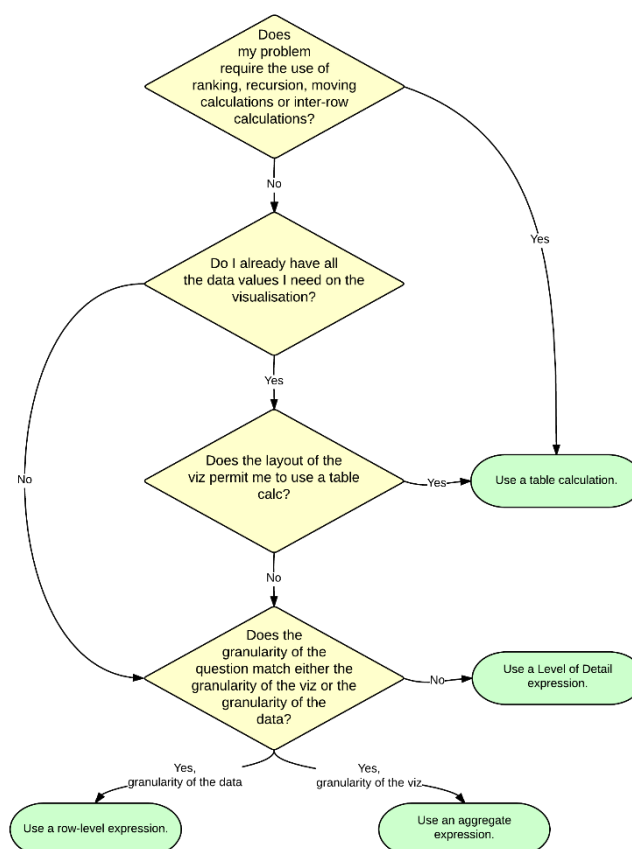 Does
my problem
require the use of
ranking, recursion, moving
calculations or inter-row
calculations?
No
Yes
Do I already have all
the data values I need on the
visualisation?
Yes
No
Does the layout of the
viz permit me to use a table
calc?
Yes
Use a table calculation.
No
Does the
granularity of the
question match either the
granularity of the viz or the
granularity of the
data?
No
Use a Level of Detail
expression.
Yes,
granularity of the data
Yes,
granularity of the viz
Use a row-level expression.
Use an aggregate
expression.